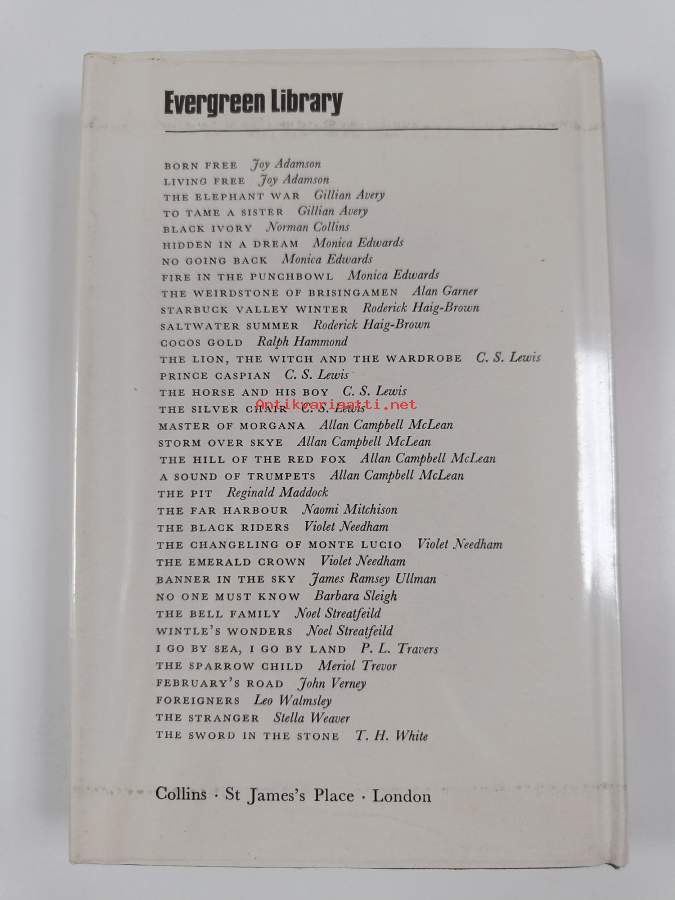 Evergreen Library
BORN FREE Joy Adamson
LIVING FREE Joy Adamson
THE ELEPHANT WAR Gillian Avery
TO TAME A SISTER Gillian Avery
BLACK IVORY Norman Collins
HIDDEN IN A DREAM Monica Edwards
NO GOING BACK Monica Edwards
FIRE IN THE PUNCHBOWL Monica Edwards
THE WEIRDSTONE OF BRISINGAMEN Alan Garner
STARBUCK VALLEY WINTER Roderick Haig-Brown
SALTWATER SUMMER Roderick Haig-Brown
COCOS GOLD Ralph Hammond
THE LION, THE WITCH AND THE WARDROBE C. S. Lewis
PRINCE CASPIAN C. S. Lewis
THE HORSE AND HIS BOY C. S. Lewis
Antikvariaatti.net
THE SILVER CHAIR C. S. Lewis
MASTER OF MORGANA Allan Campbell McLean
STORM OVER SKYE Allan Campbell McLean
THE HILL OF THE RED FOX Allan Campbell McLean
A SOUND OF TRUMPETS Allan Campbell McLean
THE PIT Reginald Maddock
THE FAR HARBOUR Naomi Mitchison
THE BLACK RIDERS Violet Needham
THE CHANGELING OF MONTE LUCIO Violet Needham
THE EMERALD CROWN Violet Needham
BANNER IN THE SKY James Ramsey Ullman
NO ONE MUST KNOW Barbara Sleigh
THE BELL FAMILY Noel Streatfeild
WINTLE'S WONDERS Noel Streatfeild
I GO BY SEA, I GO BY LAND P. L. Travers
THE SPARROW CHILD Meriol Trevor
FEBRUARY'S ROAD John Verney
FOREIGNERS Leo Walmsley
THE STRANGER Stella Weaver
THE SWORD IN THE STONE T. H. White
Collins · St James's Place · London